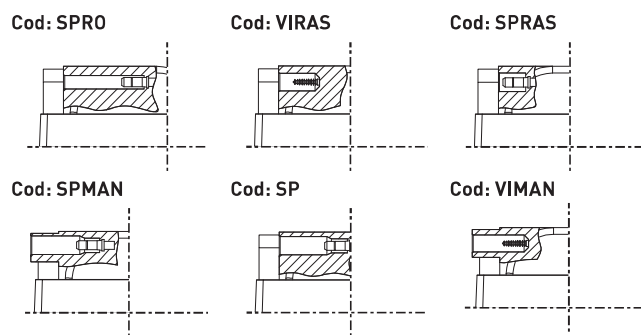 Cod: SPRO
Cod: VIRAS
Cod: SPRAS
Cod: SPMAN
Cod: SP
Cod: VIMAN